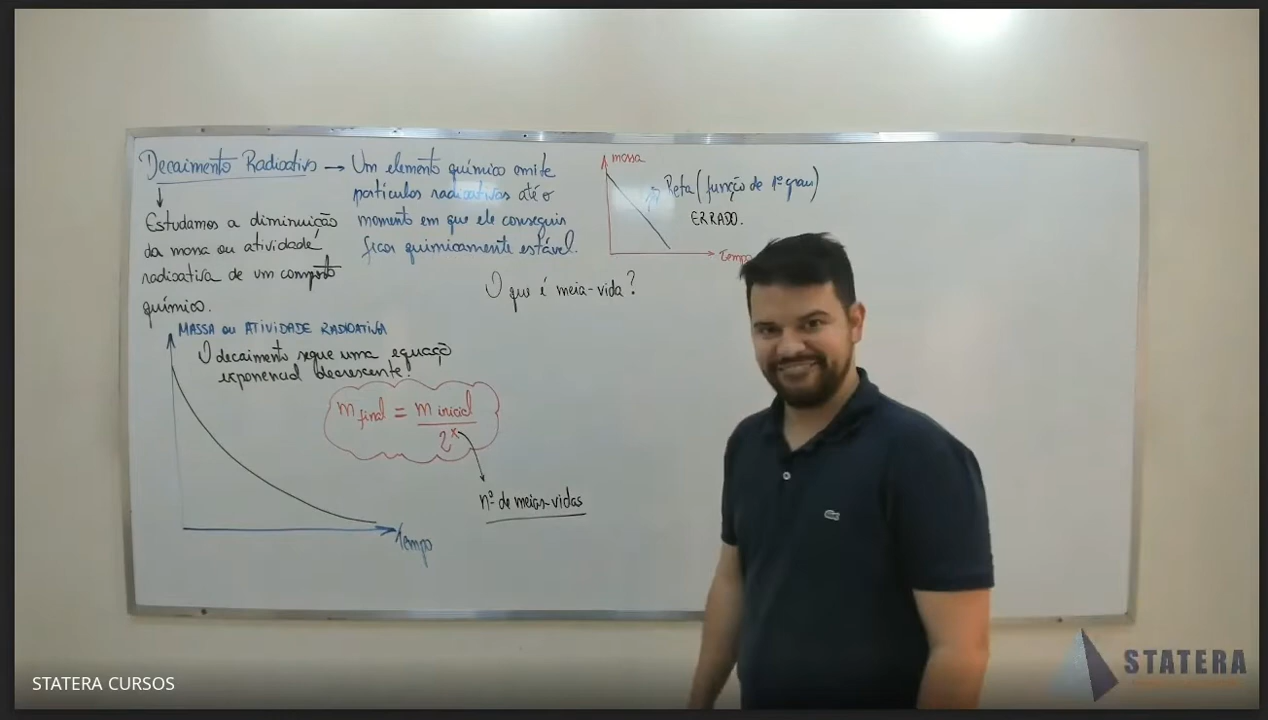 Decaimento Radioativo → Um elemento químico emite
partículas radioativas até o
momento em que ele conseguir
ficar quimicamente estável.
Estudamos a diminuição
da massa ou atividade
radioativa de um composto
químico.
massa
Reta (função de 1º grau)
ERRADO.
tempo
O que é meia-vida?
MASSA ou ATIVIDADE RADIOATIVA
O decaimento segue uma equação
exponencial decrescente.
m final = m inicial
2^x
nº de meias-vidas
Tempo
STATERA CURSOS
STATERA